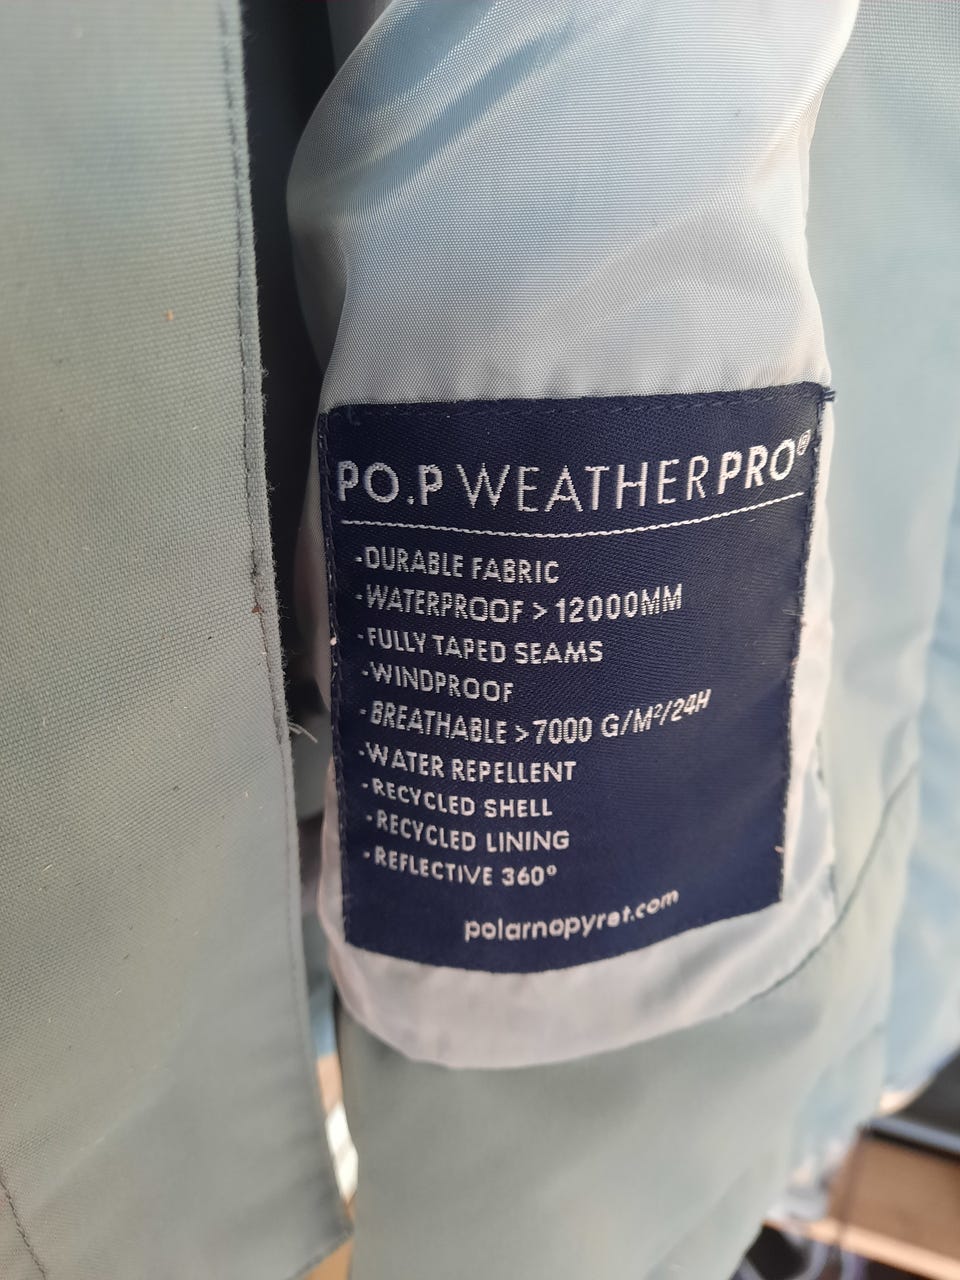 PO.P WEATHERPRO®
-DURABLE FABRIC
-WATERPROOF > 12000MM
-FULLY TAPED SEAMS
-WINDPROOF
-BREATHABLE > 7000 G/M²/24H
-WATER REPELLENT
-RECYCLED SHELL
-RECYCLED LINING
-REFLECTIVE 360°
polarnopyret.com